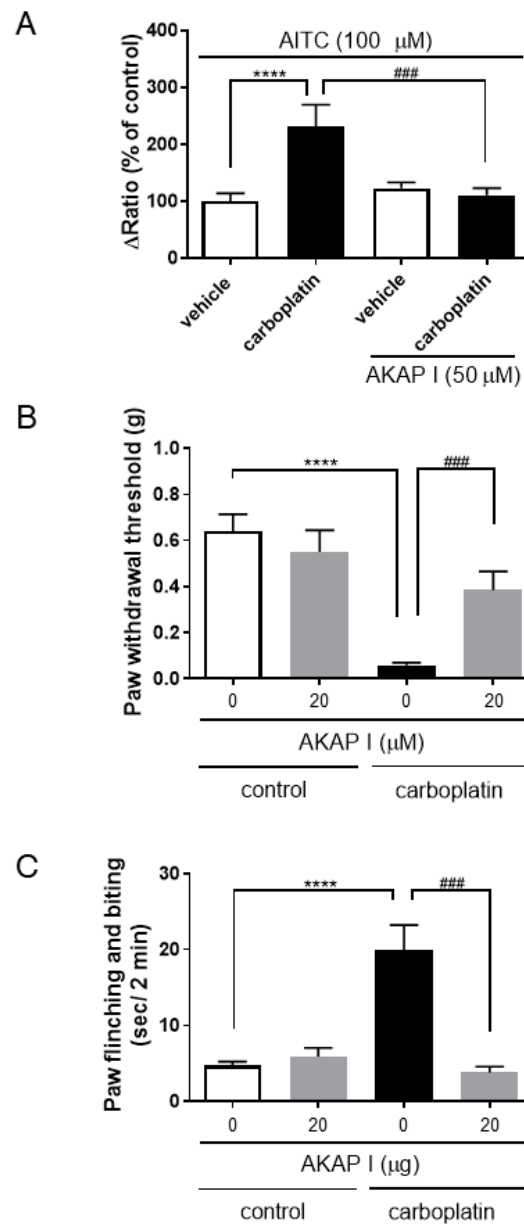 A
AITC (100 μM)
**** ###
400
300
200
100
0
ΔRatio (% of control)
vehicle carboplatin vehicle carboplatin
AKAP I (50 μM)
B
**** ###
1.0
0.8
0.6
0.4
0.2
0.0
Paw withdrawal threshold (g)
0 20 0 20
AKAP I (μM)
control carboplatin
C
**** ###
30
20
10
0
Paw flinching and biting
(sec/ 2 min)
0 20 0 20
AKAP I (μg)
control carboplatin